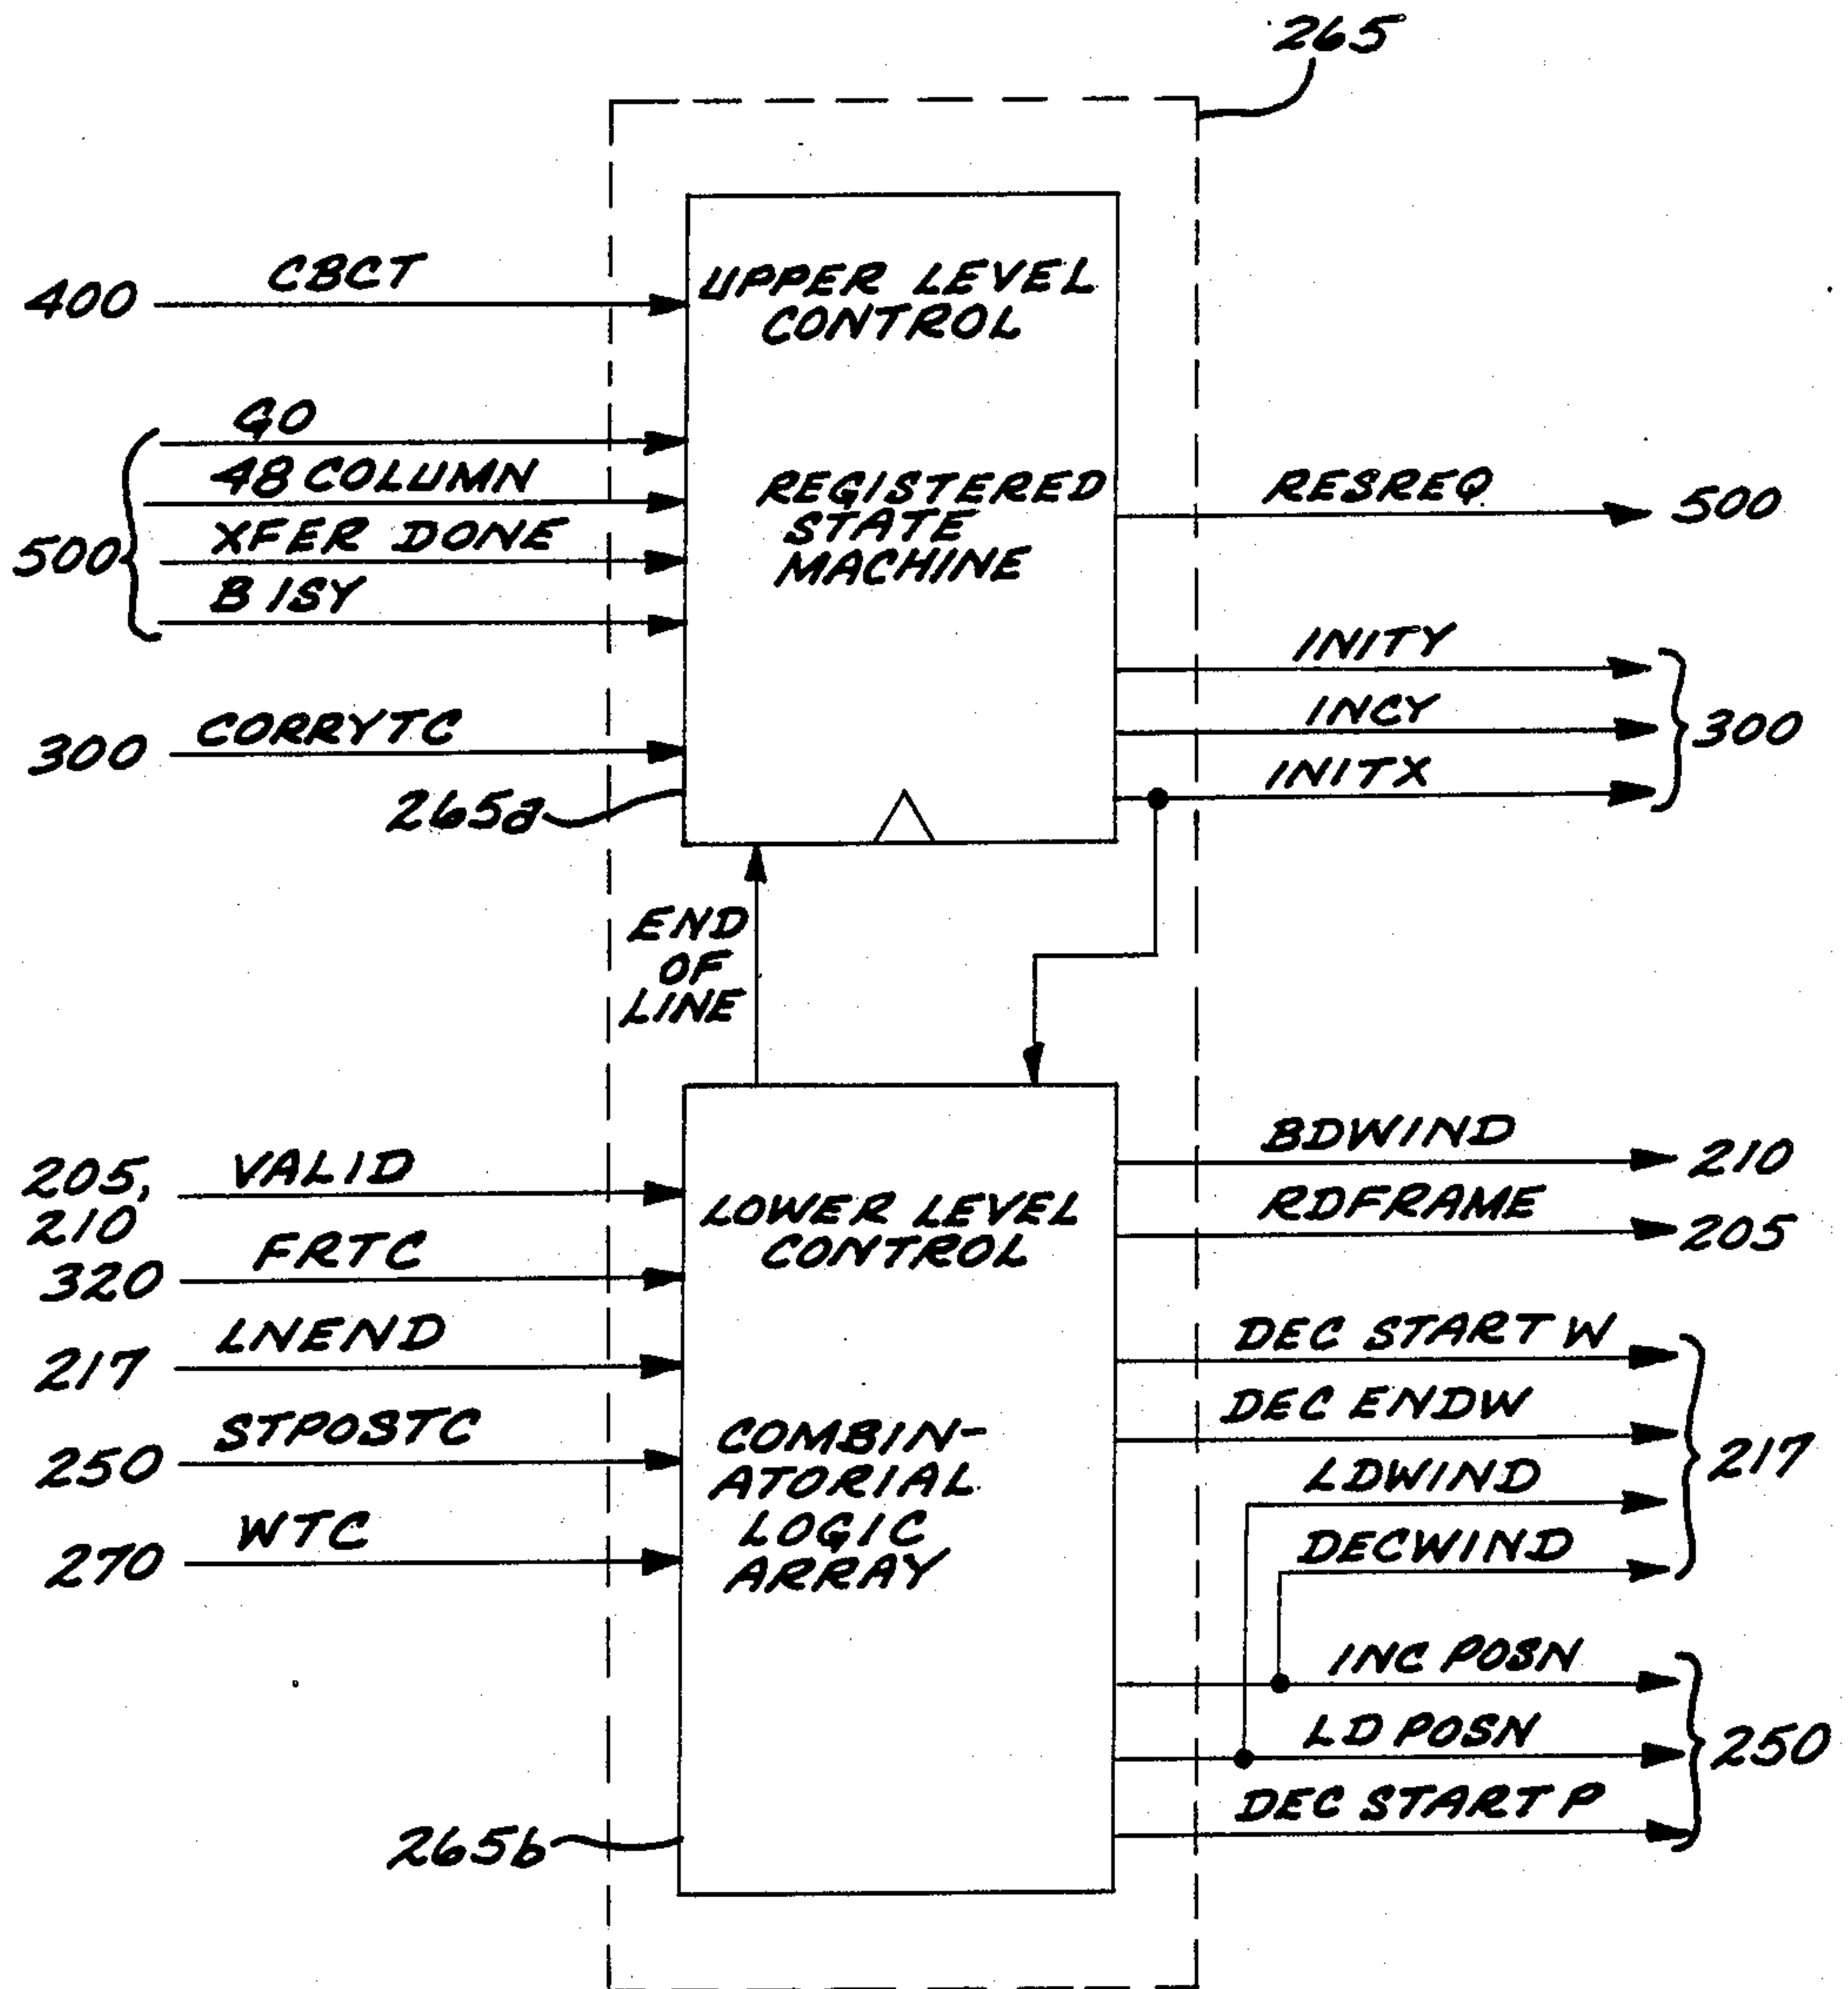 265
400
CBCT
UPPER LEVEL
CONTROL
500
GO
48 COLUMN
XFER DONE
BISY
REGISTERED
STATE
MACHINE
RESREQ
500
INITY
INCY
INITX
300
300
CORRYTC
265a
END
OF
LINE
205,
210
VALID
320
FRTC
217
LNEND
250
STPOSTC
270
WTC
LOWER LEVEL
CONTROL
COMBIN-
ATORIAL
LOGIC
ARRAY
BDWIND
210
RDFRAME
205
DEC START W
DEC ENDW
LDWIND
DECWIND
217
INC POSN
LD POSN
DEC START P
250
265b